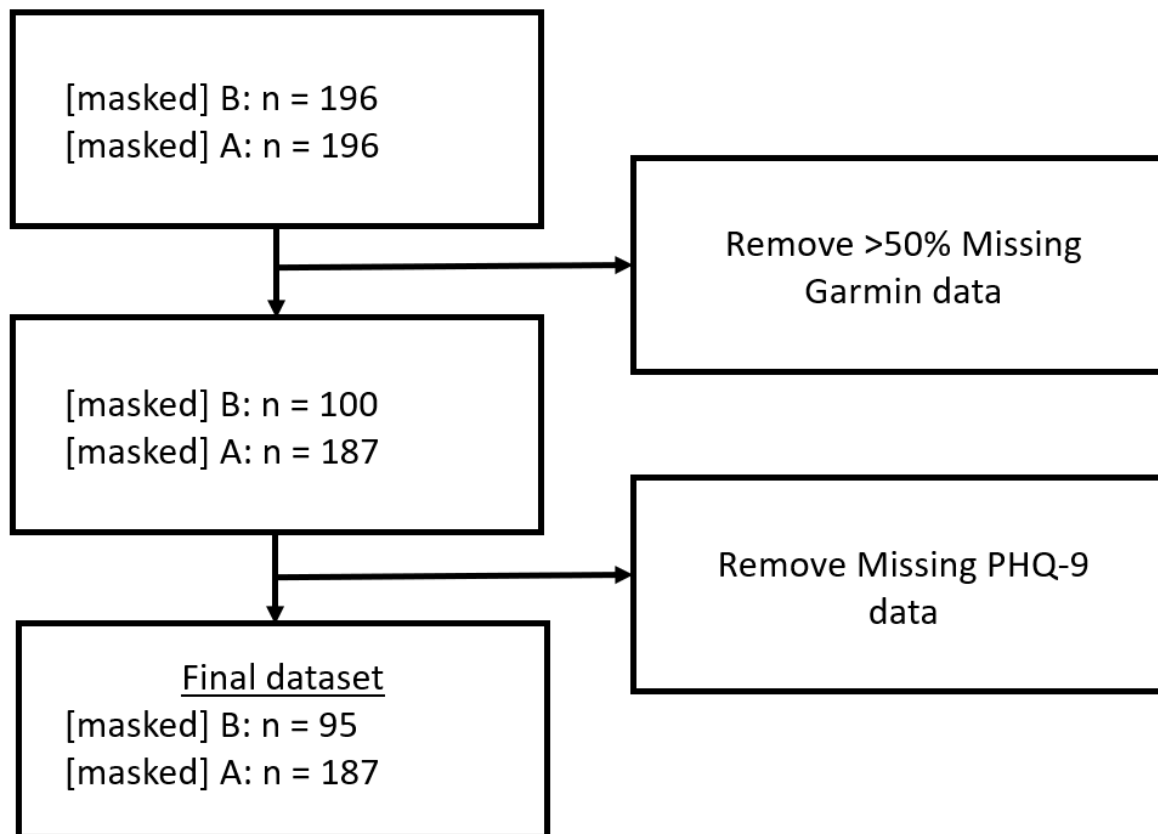 [masked] B: n = 196
[masked] A: n = 196
Remove >50% Missing
Garmin data
[masked] B: n = 100
[masked] A: n = 187
Remove Missing PHQ-9
data
Final dataset
[masked] B: n = 95
[masked] A: n = 187